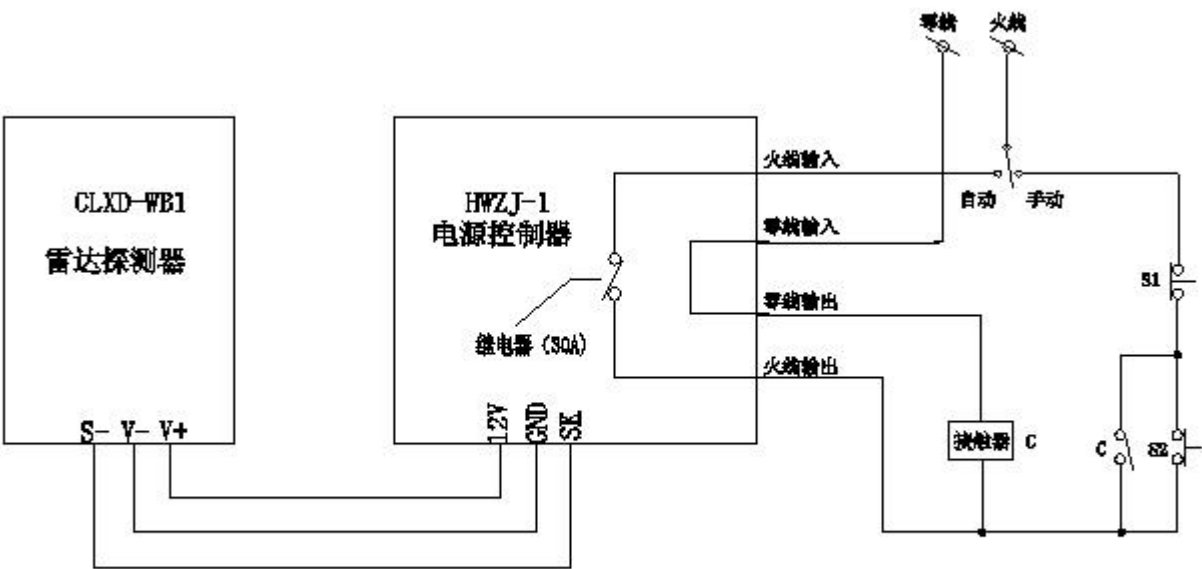 零线
火线
CLXD-WB1
雷达探测器
HWZJ-1
电源控制器
火线输入
自动
手动
零线输入
S1
零线输出
继电器(30A)
火线输出
S-
V-
V+
12V
GND
SK
接触器
C
C
S2